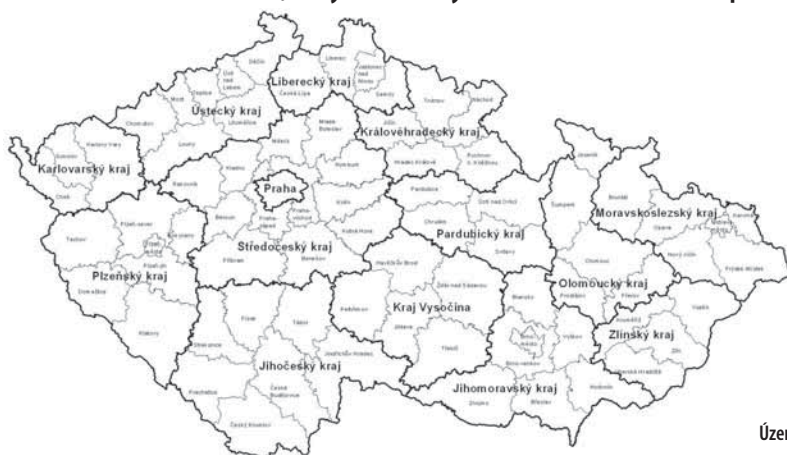 Děčín
Liberec
Ústí
nad
Labem
Jablonec
nad
Nisou
Teplice
Liberecký kraj
Most
Česká Lípa
Semily
Trutnov
Náchod
Ústecký kraj
Chomutov
Litoměřice
Jičín
Mladá
Boleslav
Královéhradecký kraj
Karlovy Vary
Louny
Mělník
Sokolov
Karlovarský kraj
Kladno
Nymburk
Hradec Králové
Rychnov
n. Kněžnou
Jeseník
Cheb
Rakovník
Praha
Kolín
Pardubice
Bruntál
Ústí nad Orlicí
Šumperk
Moravskoslezský kraj
Karviná
Plzeň-sever
Rokycany
Beroun
Praha-
západ
Praha-
východ
Chrudim
Opava
Ostrava-
město
Tachov
Plzeň-
město
Kutná Hora
Pardubický kraj
Středočeský kraj
Svitavy
Nový Jičín
Příbram
Benešov
Olomouc
Frýdek-Místek
Plzeň-jih
Plzeňský kraj
Havlíčkův Brod
Domažlice
Žďár nad Sázavou
Olomoucký kraj
Blansko
Prostějov
Přerov
Vsetín
Klatovy
Písek
Tábor
Pelhřimov
Kraj Vysočina
Kroměříž
Jihlava
Brno-
město
Vyškov
Zlínský kraj
Strakonice
Třebíč
Zlín
Jindřichův Hradec
Brno-venkov
Uherské Hradiště
Jihočeský kraj
Prachatice
České
Budějovice
Jihomoravský kraj
Hodonín
Znojmo
Břeclav
Český Krumlov